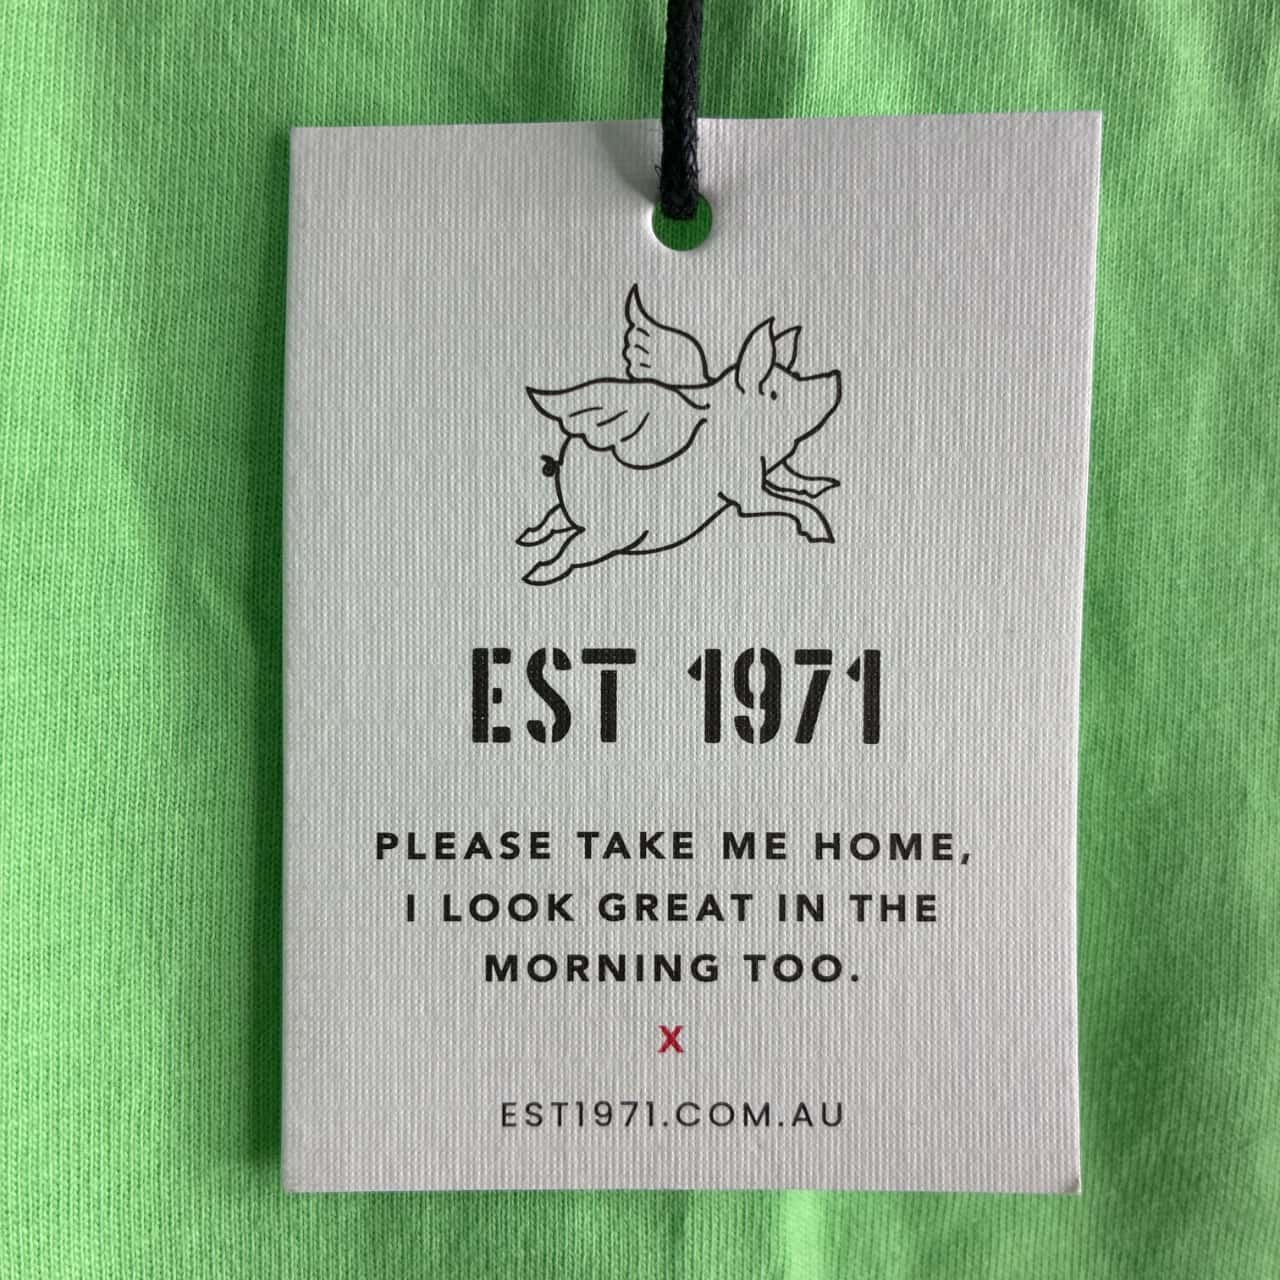 EST 1971
PLEASE TAKE ME HOME,
I LOOK GREAT IN THE
MORNING TOO.
X
EST1971.COM.AU